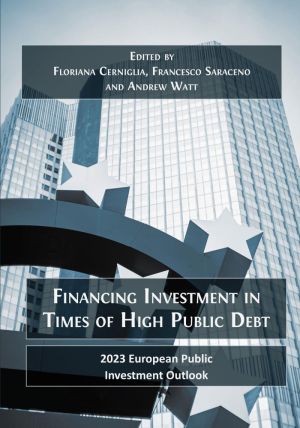 Edited by
Floriana Cerniglia, Francesco Saraceno
and Andrew Watt
Financing Investment in
Times of High Public Debt
2023 European Public
Investment Outlook